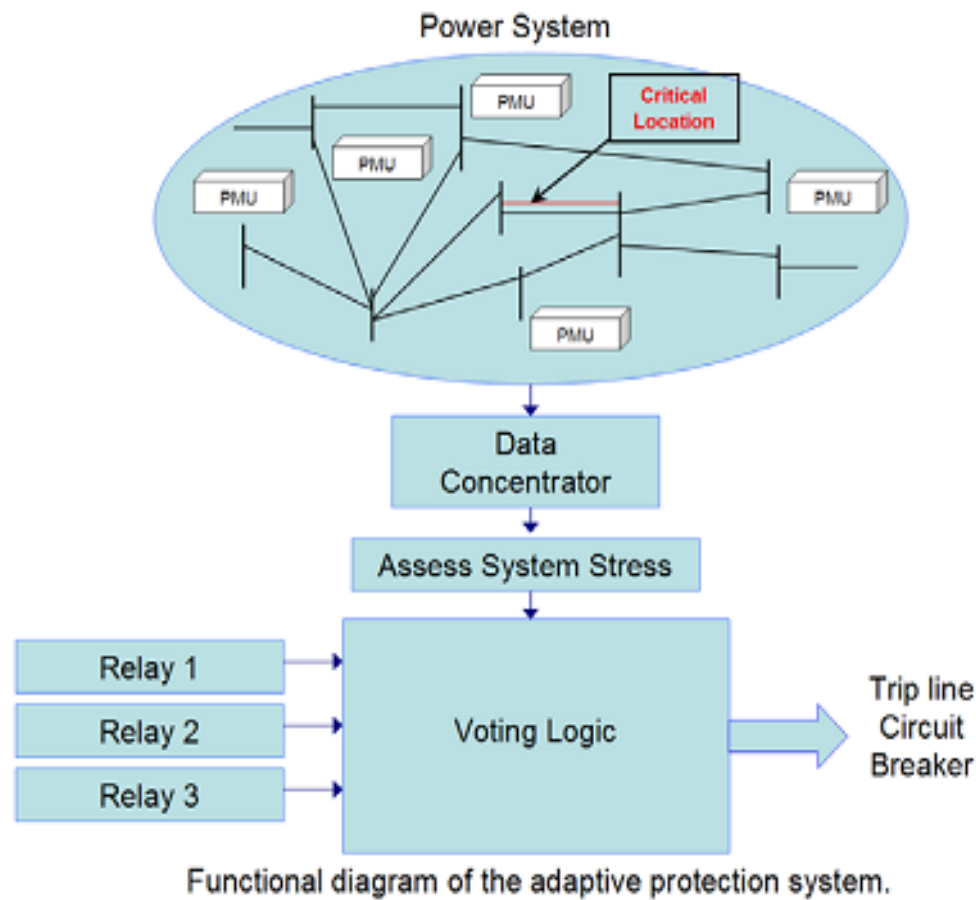 Power System
PMU
Critical
Location
PMU
PMU
PMU
PMU
Data
Concentrator
Assess System Stress
Relay 1
Relay 2
Relay 3
Voting Logic
Trip line
Circuit
Breaker
Functional diagram of the adaptive protection system.